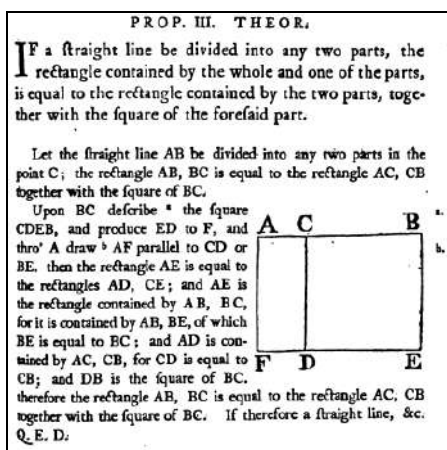 PROP. III. THEOR.
IF a ſtraight line be divided into any two parts, the
rectangle contained by the whole and one of the parts,
is equal to the rectangle contained by the two parts, toge-
ther with the ſquare of the foreſaid part.
Let the ſtraight line AB be divided into any two parts in the
point C; the rectangle AB, BC is equal to the rectangle AC, CB
together with the ſquare of BC.
Upon BC deſcribe a the ſquare
CDEB, and produce ED to F, and
thro' A draw b AF parallel to CD or
BE. then the rectangle AE is equal to
the rectangles AD, CE; and AE is
the rectangle contained by AB, BC,
for it is contained by AB, BE, of which
BE is equal to BC; and AD is con-
tained by AC, CB, for CD is equal to
CB; and DB is the ſquare of BC.
therefore the rectangle AB, BC is equal to the rectangle AC, CB
together with the ſquare of BC. If therefore a ſtraight line, &c.
Q. E. D.
A C B
F D E
a.
b.